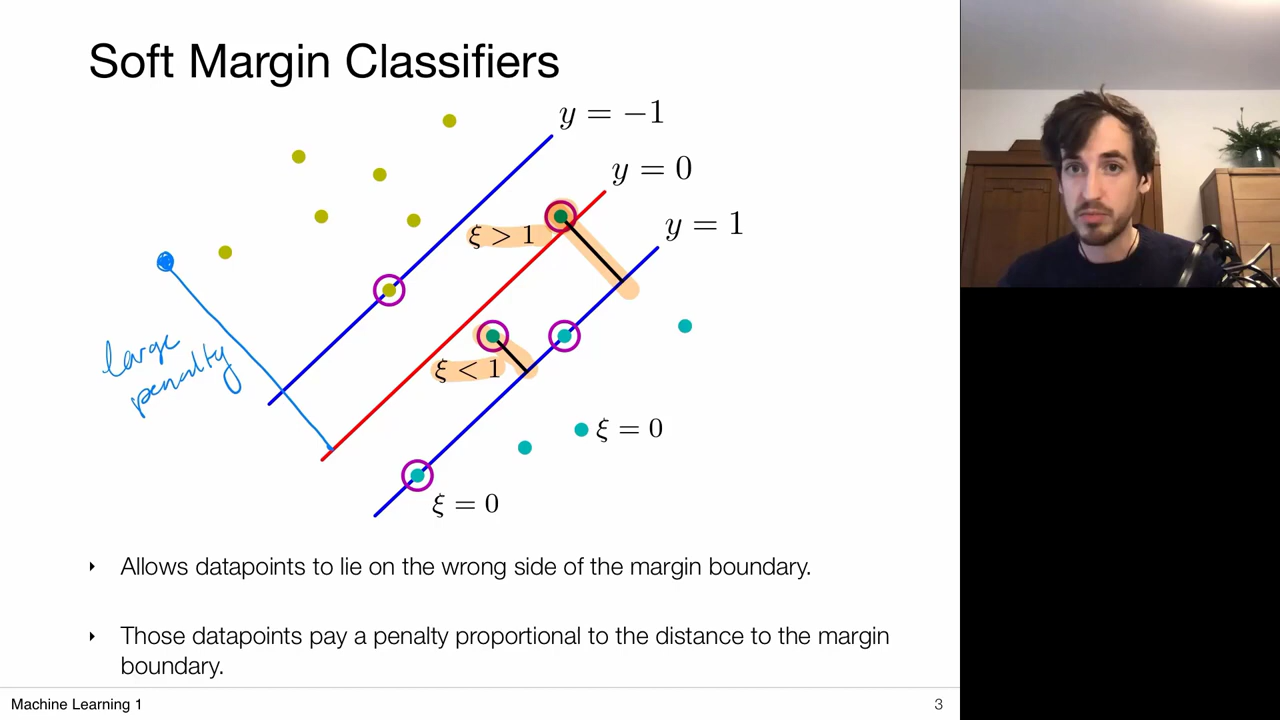 Soft Margin Classifiers
y = −1
y = 0
y = 1
ξ > 1
large
penalty
ξ < 1
ξ = 0
ξ = 0
‣ Allows datapoints to lie on the wrong side of the margin boundary.
‣ Those datapoints pay a penalty proportional to the distance to the margin
boundary.
Machine Learning 1
3